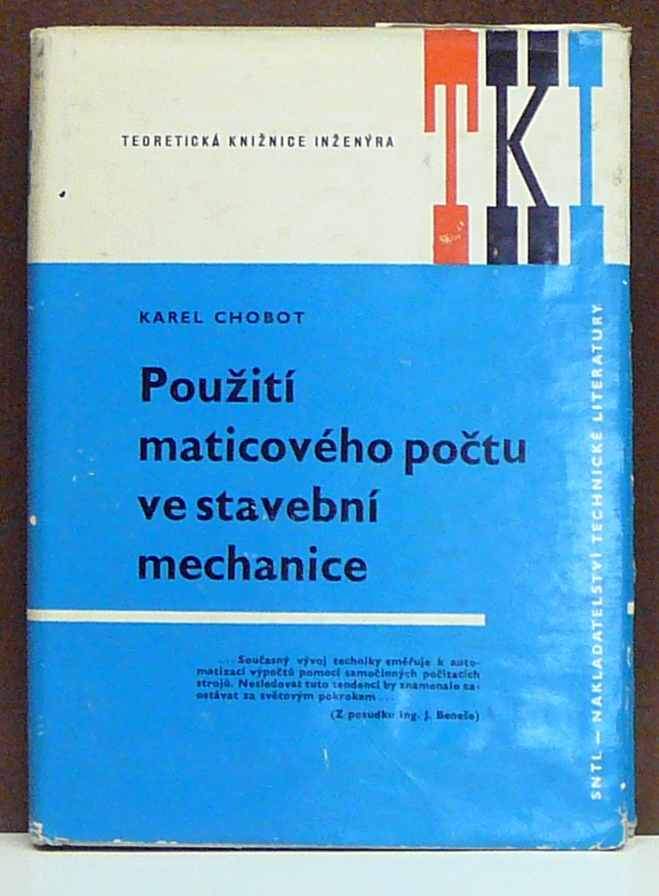 TKI
TEORETICKÁ KNIŽNICE INŽENÝRA
KAREL CHOBOT
Použití
maticového počtu
ve stavební
mechanice
... Současný vývoj techniky směřuje k auto-
matizaci výpočtů pomocí samočinných počítacích
strojů. Nesledovat tuto tendenci by znamenalo za-
ostávat za světovým pokrokem ...
(Z posudku ing. J. Beneše)
SNTL — NAKLADATELSTVÍ TECHNICKÉ LITERATURY